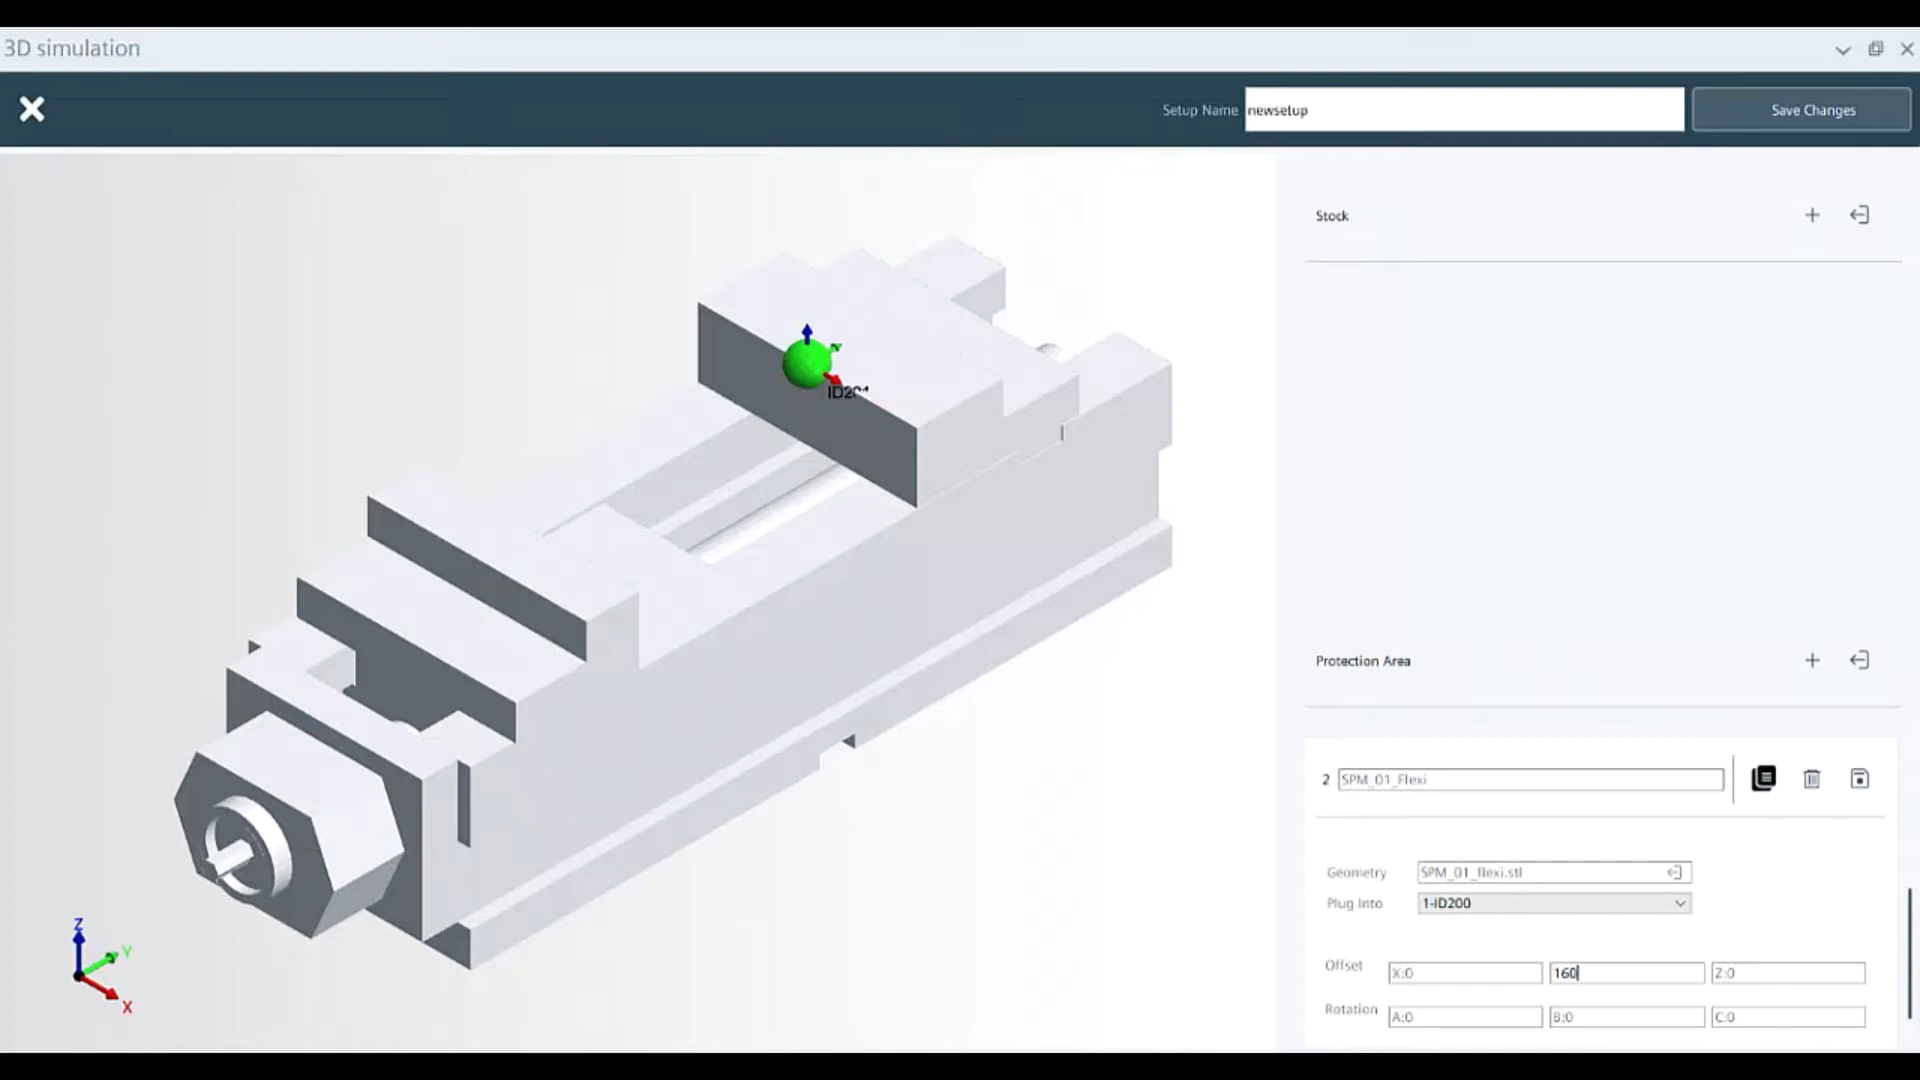 3D simulation
Setup Name newsetup Save Changes
Stock
Protection Area
2 SPM_01_Flexi
Geometry SPM_01_flexi.stl
Plug Into 1-ID200
Offset X:0 160 Z:0
Rotation A:0 B:0 C:0
Z
Y
X